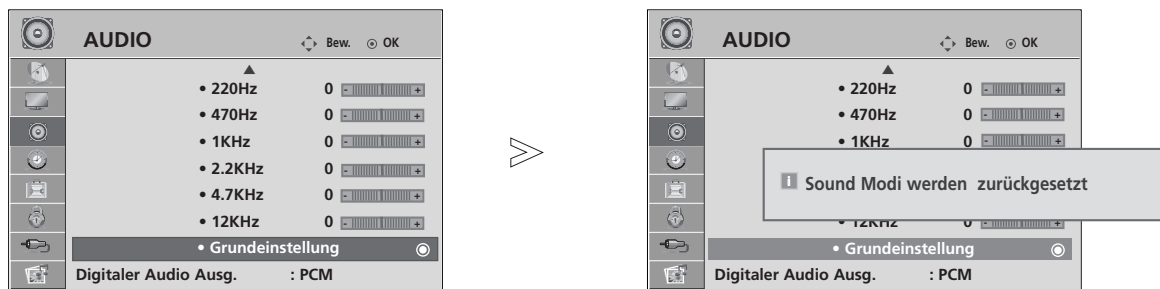 AUDIO Bew. OK
• 220Hz 0 - +
• 470Hz 0 - +
• 1KHz 0 - +
• 2.2KHz 0 - +
• 4.7KHz 0 - +
• 12KHz 0 - +
• Grundeinstellung
Digitaler Audio Ausg. : PCM
>
AUDIO Bew. OK
• 220Hz 0 - +
• 470Hz 0 - +
• 1KHz 0 - +
i Sound Modi werden zurückgesetzt
• 12KHz 0 - +
• Grundeinstellung
Digitaler Audio Ausg. : PCM